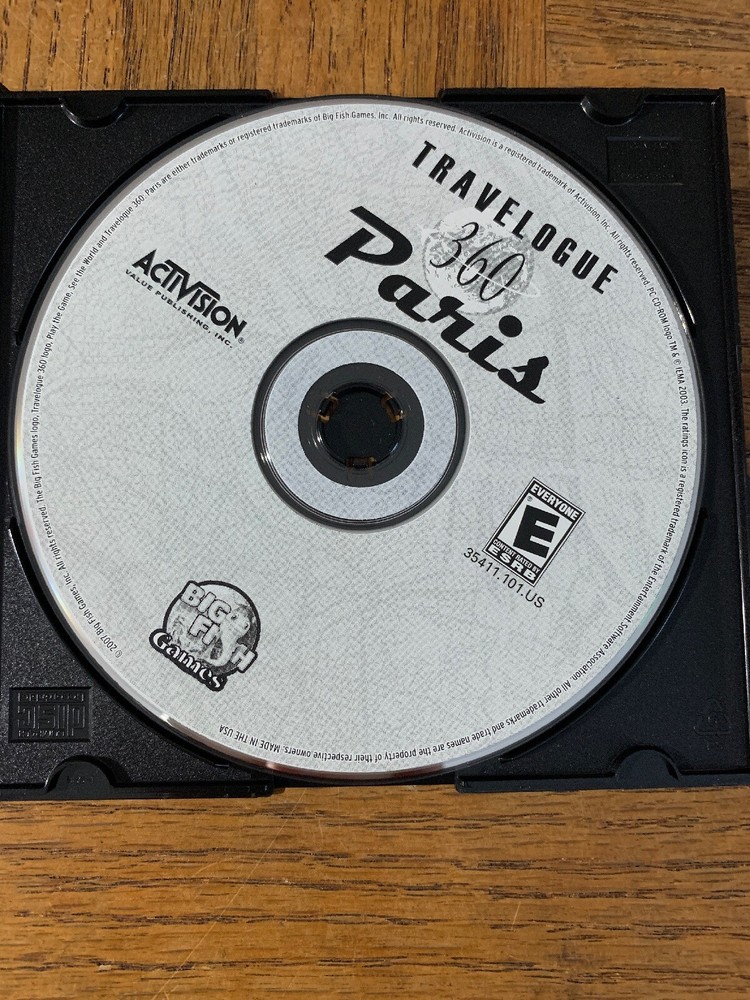 TRAVELOGUE
360
Paris
ACTIVISION®
VALUE PUBLISHING, INC.
EVERYONE
E
CONTENT RATED BY
ESRB
35411.101.US
BIG FISH
Games
© 2007 Big Fish Games, Inc. All rights reserved. The Big Fish Games logo, Travelogue 360 logo, Play the Game, See the World and Travelogue 360: Paris are either trademarks or registered trademarks of Big Fish Games, Inc. All rights reserved. Activision is a registered trademark of Activision, Inc. All rights reserved. PC CD-ROM logo TM & © IEMA 2003. The ratings icon is a registered trademark of the Entertainment Software Association. All other trademarks and trade names are the property of their respective owners. MADE IN THE USA